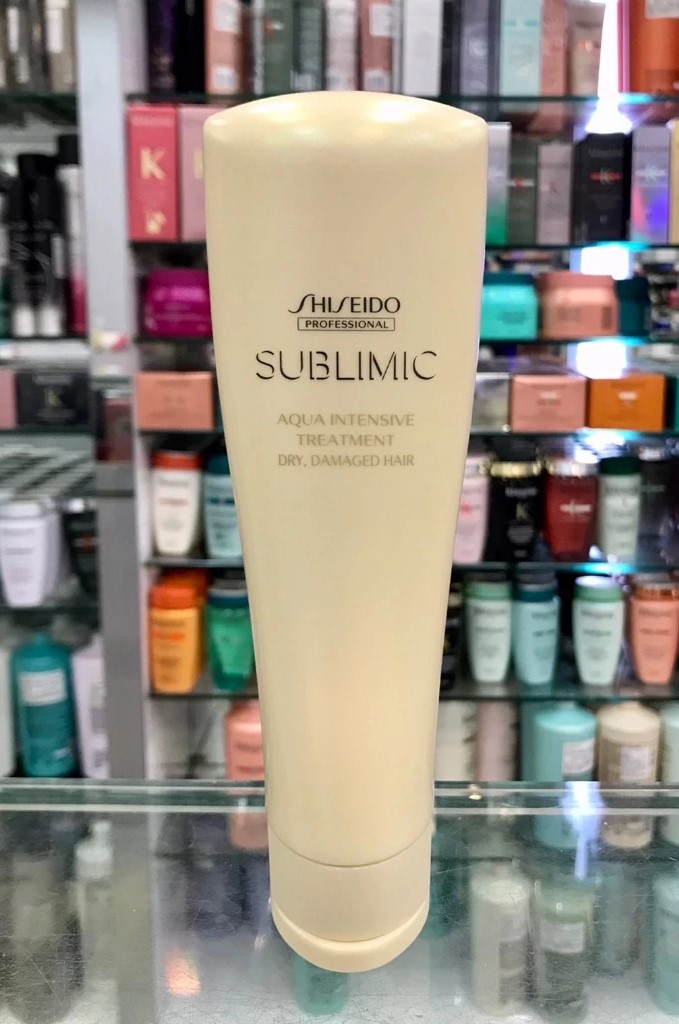 SHISEIDO
PROFESSIONAL
SUBLIMIC
AQUA INTENSIVE
TREATMENT
DRY, DAMAGED HAIR